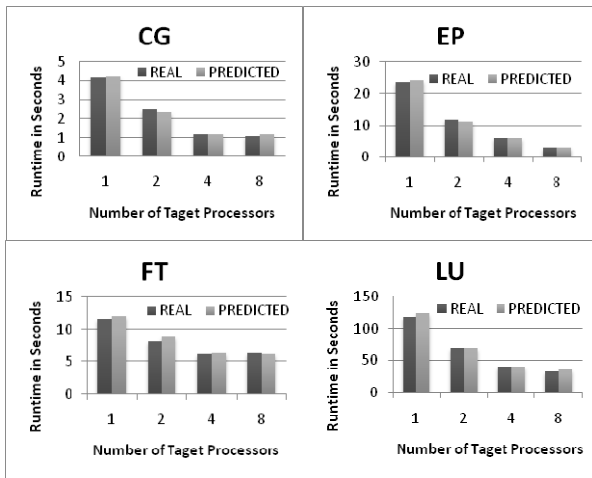 CG
REAL PREDICTED
Runtime in Seconds
5
4
3
2
1
0
1 2 4 8
Number of Taget Processors
EP
REAL PREDICTED
Runtime in Seconds
30
20
10
0
1 2 4 8
Number of Taget Processors
FT
REAL PREDICTED
Runtime in Seconds
15
10
5
0
1 2 4 8
Number of Taget Processors
LU
REAL PREDICTED
Runtime in Seconds
150
100
50
0
1 2 4 8
Number of Taget Processors